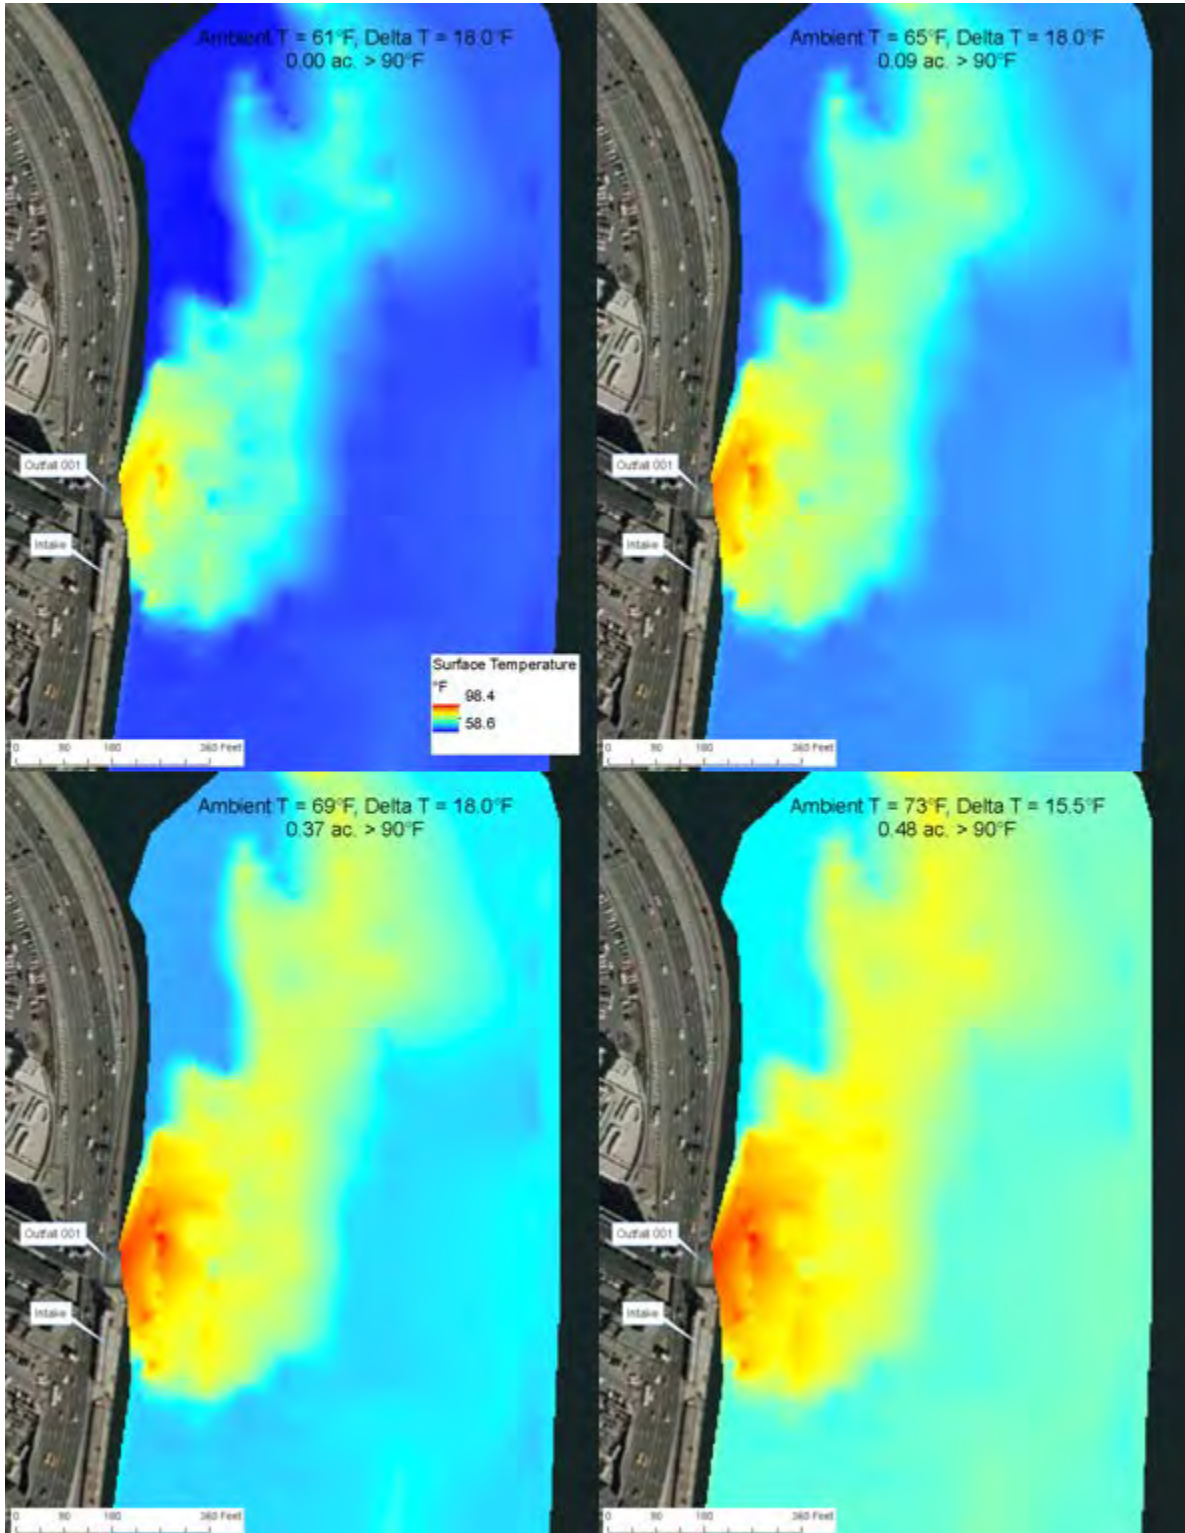 Ambient T = 61°F, Delta T = 18.0°F
0.00 ac. > 90°F
Outfall 001
Intake
Surface Temperature
°F
98.4
58.6
0 90 180 360 Feet
Ambient T = 65°F, Delta T = 18.0°F
0.09 ac. > 90°F
Outfall 001
Intake
0 90 180 360 Feet
Ambient T = 69°F, Delta T = 18.0°F
0.37 ac. > 90°F
Outfall 001
Intake
0 90 180 360 Feet
Ambient T = 73°F, Delta T = 15.5°F
0.48 ac. > 90°F
Outfall 001
Intake
0 90 180 360 Feet